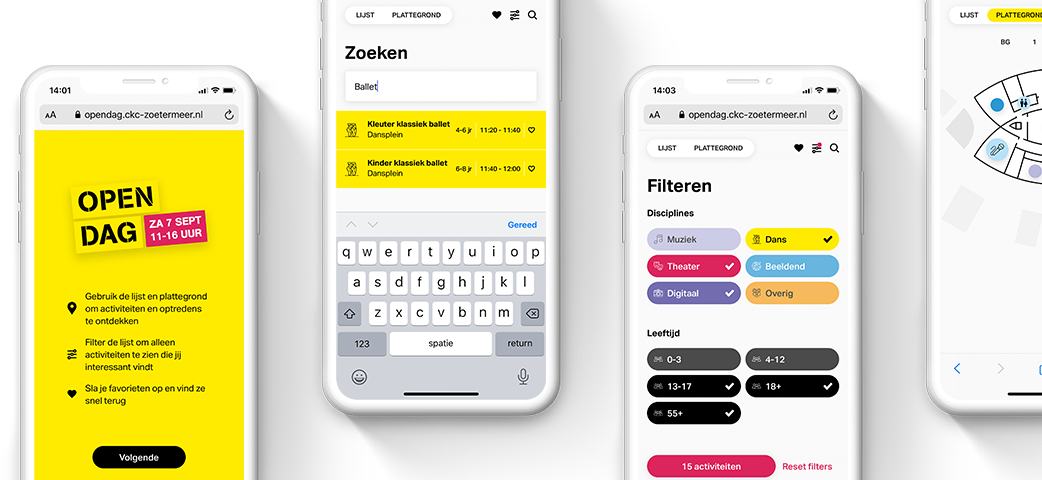 14:01
AA opendag.ckc-zoetermeer.nl
OPEN
DAG
ZA 7 SEPT
11-16 UUR
Gebruik de lijst en plattegrond
om activiteiten en optredens
te ontdekken
Filter de lijst om alleen
activiteiten te zien die jij
interessant vindt
Sla je favorieten op en vind ze
snel terug
Volgende
LIJST PLATTEGROND
Zoeken
Ballet
Kleuter klassiek ballet
Dansplein
4-6 jr 11:20 - 11:40
Kinder klassiek ballet
Dansplein
6-8 jr 11:40 - 12:00
Gereed
q w e r t y u i o p
a s d f g h j k l
z x c v b n m
123 spatie return
14:03
AA opendag.ckc-zoetermeer.nl
LIJST PLATTEGROND
Filteren
Disciplines
Muziek Dans
Theater Beeldend
Digitaal Overig
Leeftijd
0-3 4-12
13-17 18+
55+
15 activiteiten Reset filters
LIJST PLATTEGROND
BG 1